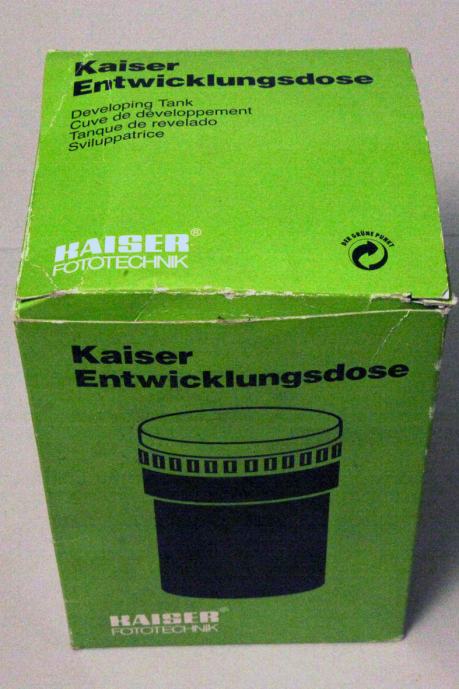 Kaiser
Entwicklungsdose
Developing Tank
Cuve de développement
Tanque de revelado
Sviluppatrice
KAISER®
FOTOTECHNIK
DER GRÜNE PUNKT
Kaiser
Entwicklungsdose
KAISER®
FOTOTECHNIK